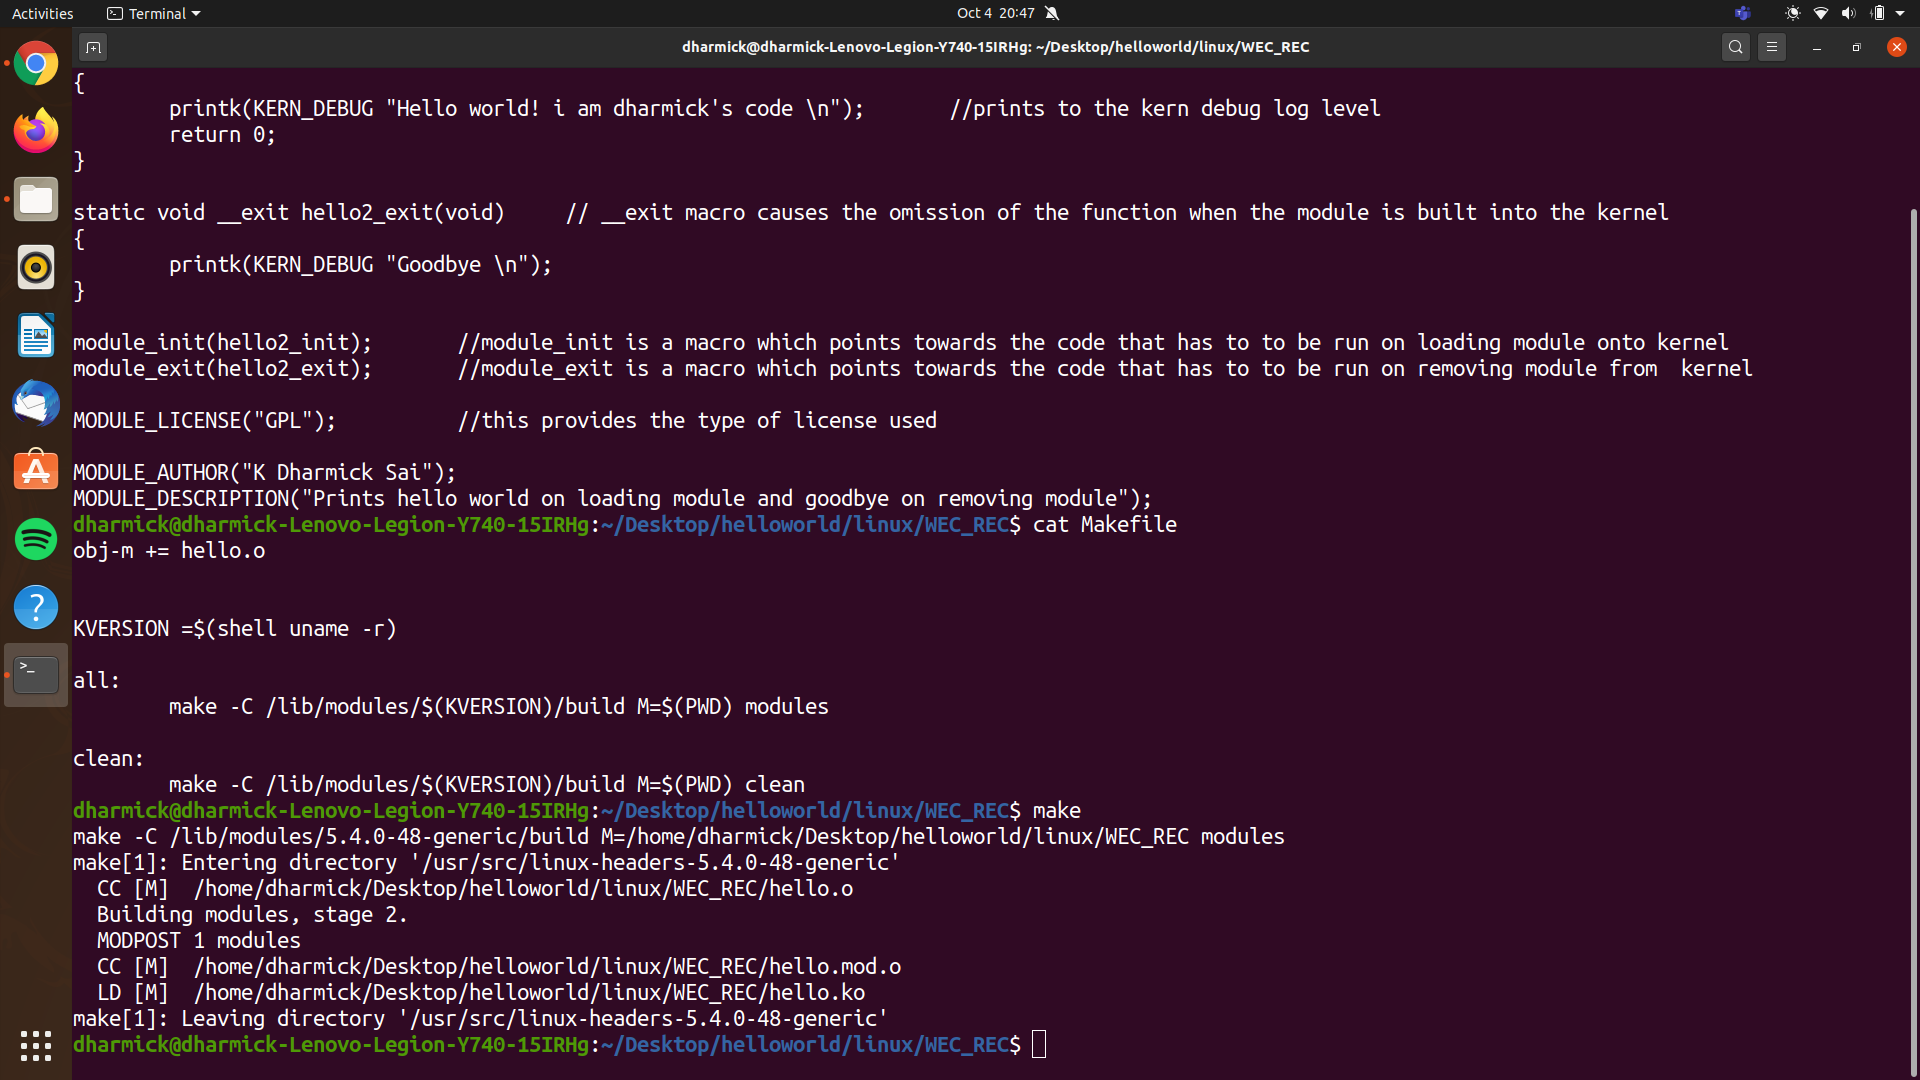 Activities
Terminal
Oct 4 20:47
dharmick@dharmick-Lenovo-Legion-Y740-15IRHg: ~/Desktop/helloworld/linux/WEC_REC
{
        printk(KERN_DEBUG "Hello world! i am dharmick's code \n");       //prints to the kern debug log level
        return 0;
}

static void __exit hello2_exit(void)     // __exit macro causes the omission of the function when the module is built into the kernel
{
        printk(KERN_DEBUG "Goodbye \n");
}

module_init(hello2_init);       //module_init is a macro which points towards the code that has to to be run on loading module onto kernel
module_exit(hello2_exit);       //module_exit is a macro which points towards the code that has to to be run on removing module from  kernel

MODULE_LICENSE("GPL");          //this provides the type of license used

MODULE_AUTHOR("K Dharmick Sai");
MODULE_DESCRIPTION("Prints hello world on loading module and goodbye on removing module");
dharmick@dharmick-Lenovo-Legion-Y740-15IRHg:~/Desktop/helloworld/linux/WEC_REC$ cat Makefile
obj-m += hello.o


KVERSION =$(shell uname -r)

all:
        make -C /lib/modules/$(KVERSION)/build M=$(PWD) modules

clean:
        make -C /lib/modules/$(KVERSION)/build M=$(PWD) clean
dharmick@dharmick-Lenovo-Legion-Y740-15IRHg:~/Desktop/helloworld/linux/WEC_REC$ make
make -C /lib/modules/5.4.0-48-generic/build M=/home/dharmick/Desktop/helloworld/linux/WEC_REC modules
make[1]: Entering directory '/usr/src/linux-headers-5.4.0-48-generic'
  CC [M]  /home/dharmick/Desktop/helloworld/linux/WEC_REC/hello.o
  Building modules, stage 2.
  MODPOST 1 modules
  CC [M]  /home/dharmick/Desktop/helloworld/linux/WEC_REC/hello.mod.o
  LD [M]  /home/dharmick/Desktop/helloworld/linux/WEC_REC/hello.ko
make[1]: Leaving directory '/usr/src/linux-headers-5.4.0-48-generic'
dharmick@dharmick-Lenovo-Legion-Y740-15IRHg:~/Desktop/helloworld/linux/WEC_REC$